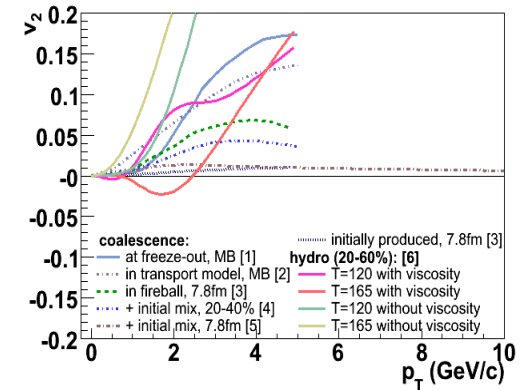 v₂
0.2
0.15
0.1
0.05
-0
-0.05
-0.1
-0.15
-0.2
coalescence:
at freeze-out, MB [1]
in transport model, MB [2]
in fireball, 7.8fm [3]
+ initial mix, 20-40% [4]
+ initial mix, 7.8fm [5]
initially produced, 7.8fm [3]
hydro (20-60%): [6]
T=120 with viscosity
T=165 with viscosity
T=120 without viscosity
T=165 without viscosity
0 2 4 6 8 10
p_T (GeV/c)